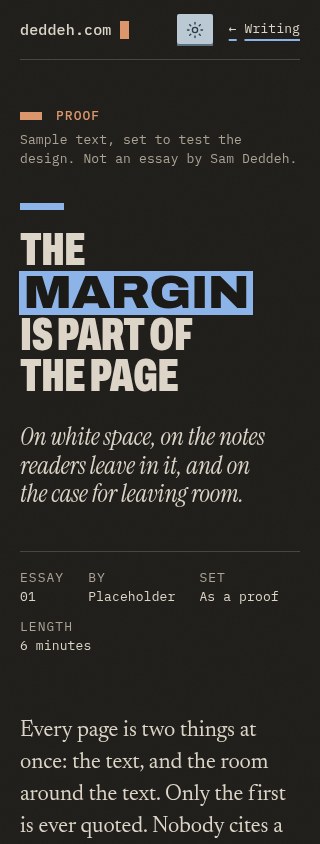 deddeh.com
← Writing
PROOF
Sample text, set to test the
design. Not an essay by Sam Deddeh.
THE
MARGIN
IS PART OF
THE PAGE
On white space, on the notes
readers leave in it, and on
the case for leaving room.
ESSAY BY SET
01 Placeholder As a proof
LENGTH
6 minutes
Every page is two things at
once: the text, and the room
around the text. Only the first
is ever quoted. Nobody cites a